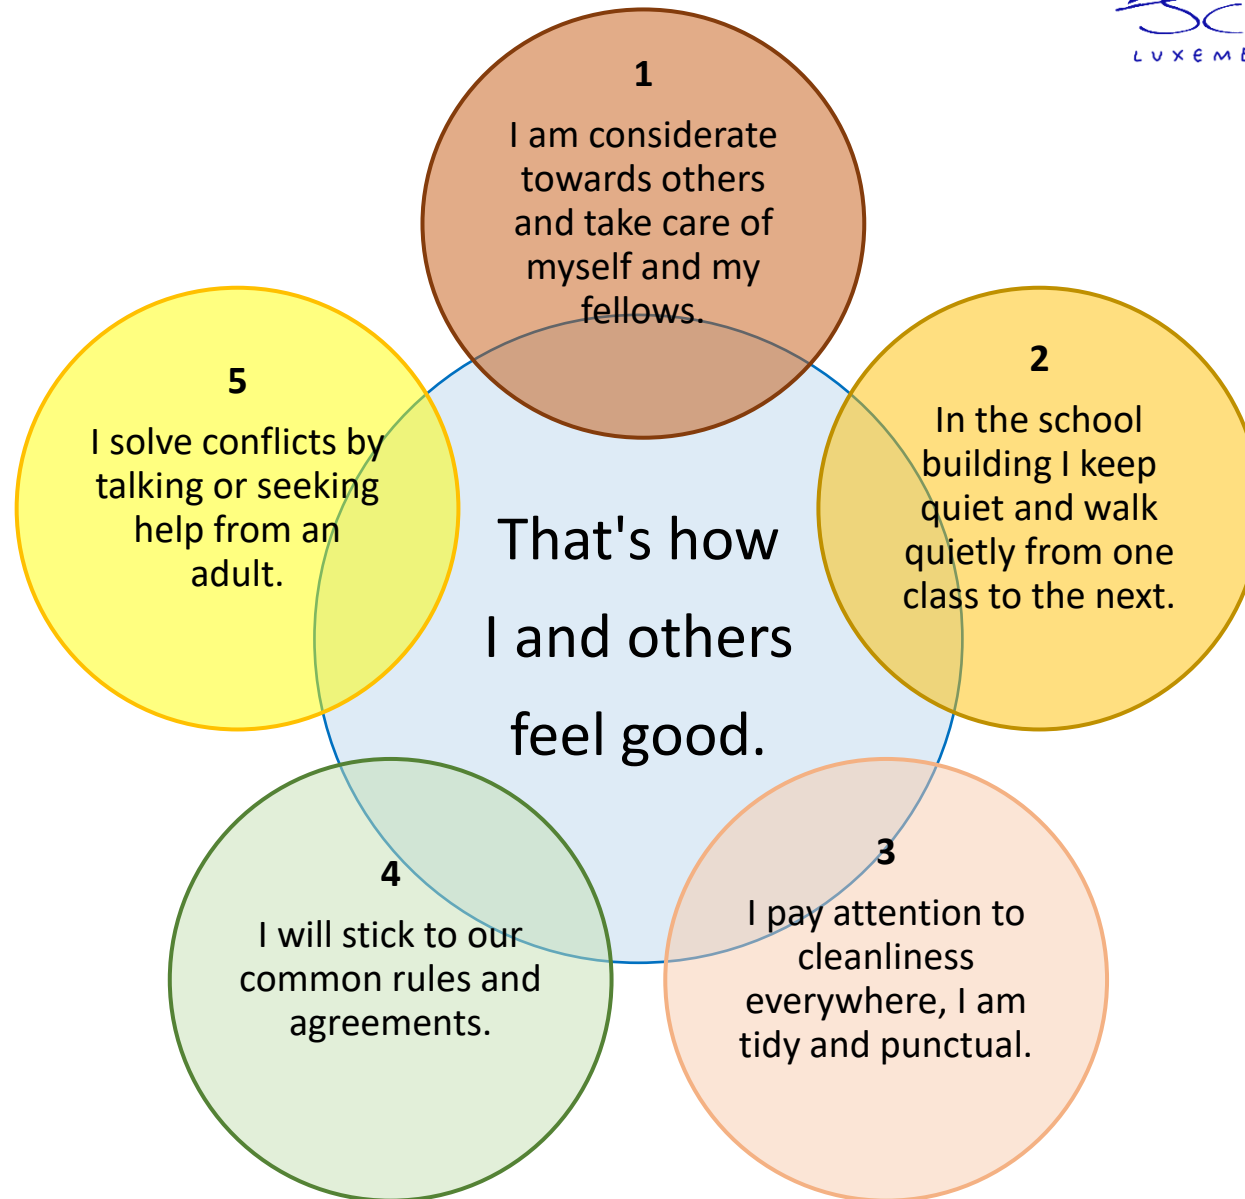 1
I am considerate
towards others
and take care of
myself and my
fellows.
2
In the school
building I keep
quiet and walk
quietly from one
class to the next.
3
I pay attention to
cleanliness
everywhere, I am
tidy and punctual.
4
I will stick to our
common rules and
agreements.
5
I solve conflicts by
talking or seeking
help from an
adult.
That's how
I and others
feel good.